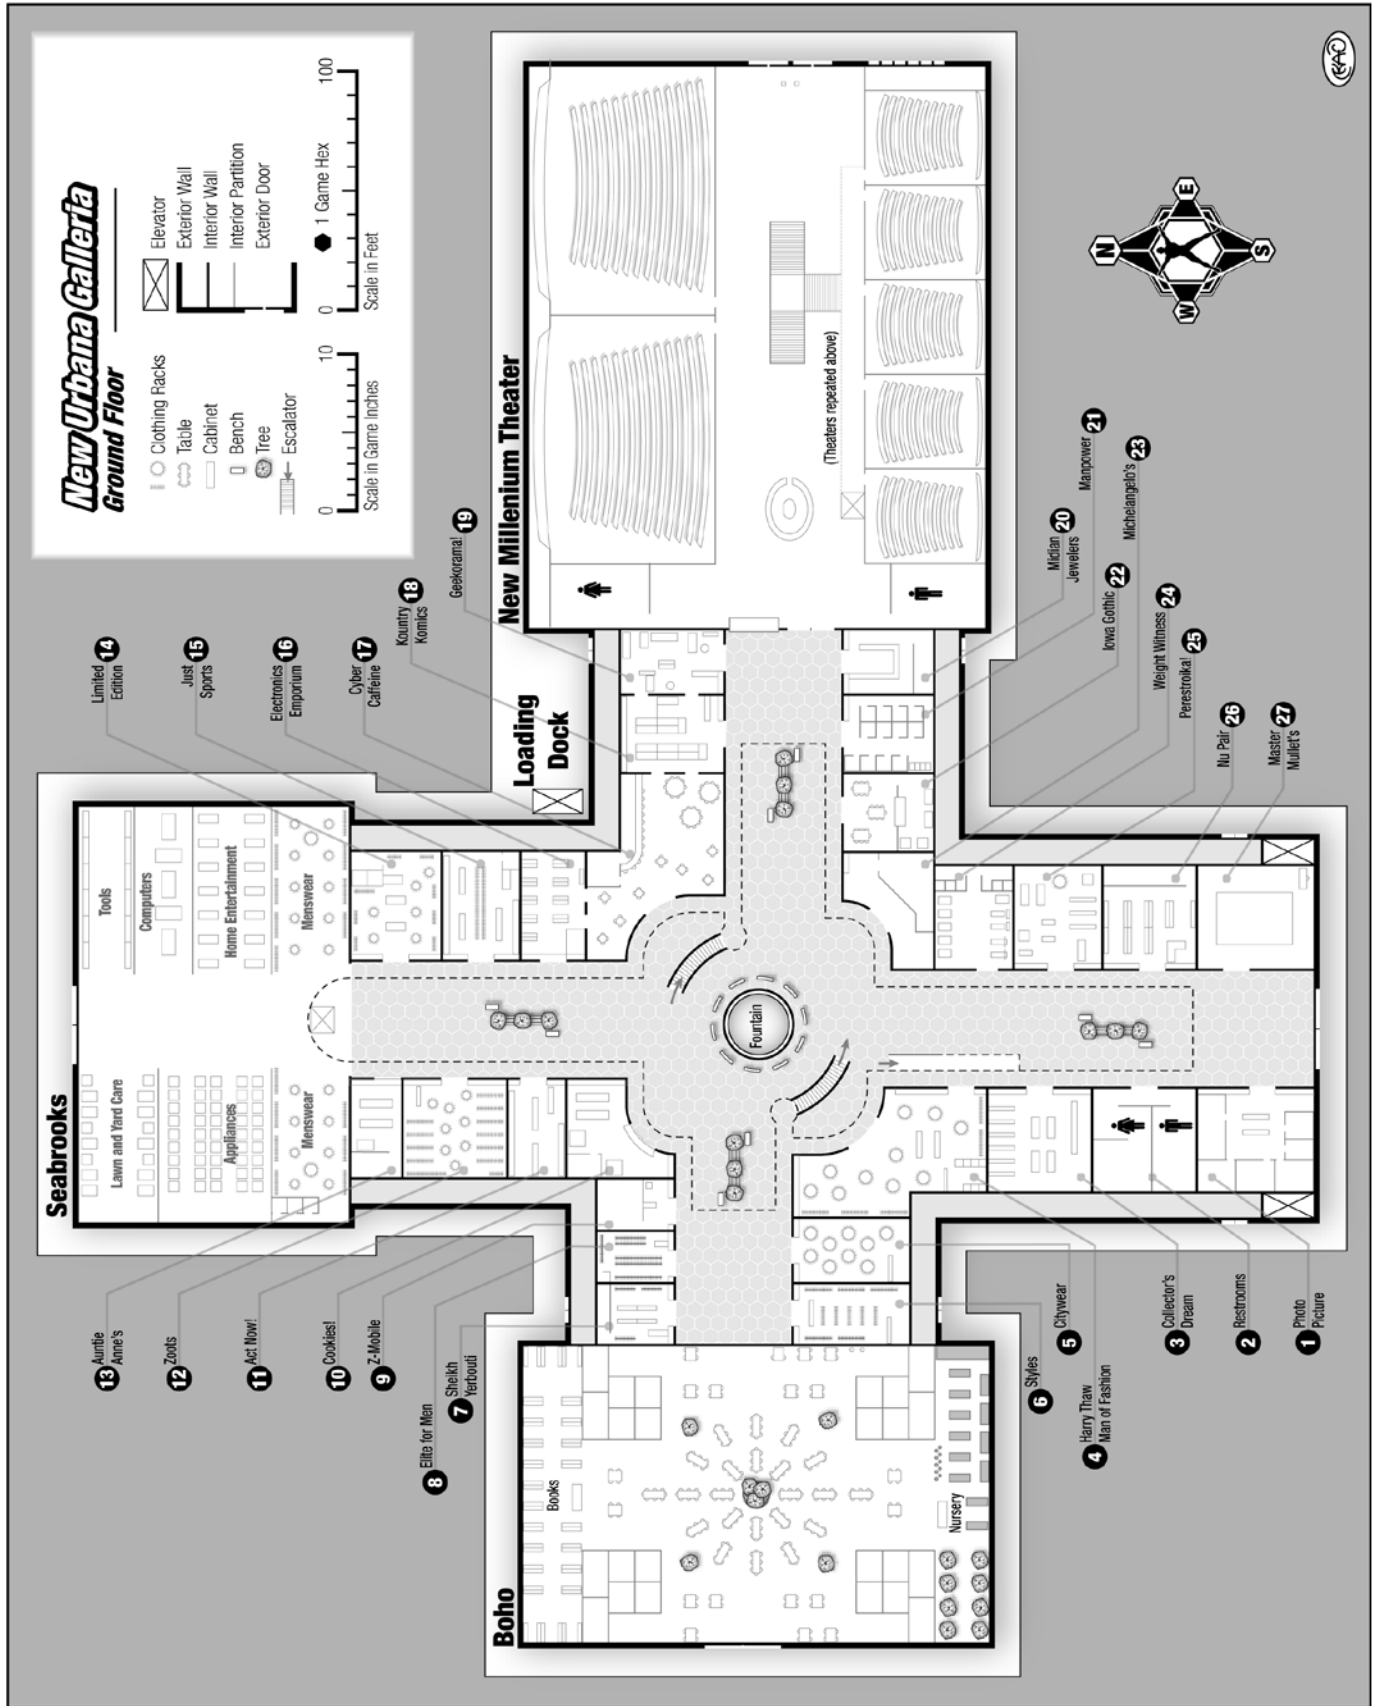 New Urbana Galleria
Ground Floor
Clothing Racks
Table
Cabinet
Bench
Tree
Escalator
Elevator
Exterior Wall
Interior Wall
Interior Partition
Exterior Door
0
10
Scale in Game Inches
1 Game Hex
0
100
Scale in Feet
Seabrooks
Tools
Computers
Home Entertainment
Menswear
Lawn and Yard Care
Appliances
Menswear
Loading
Dock
New Millenium Theater
(Theaters repeated above)
Fountain
Boho
Books
Nursery
N
E
S
W
1 Photo
Picture
2 Restrooms
3 Collector's
Dream
4 Harry Thaw
Man of Fashion
5 Citywear
6 Styles
7 Sheikh
Yerbouti
8 Elite for Men
9 Z-Mobile
10 Cookies!
11 Act Now!
12 Zoots
13 Auntie
Anne's
Limited 14
Edition
Just 15
Sports
Electronics 16
Emporium
Cyber 17
Caffeine
Kountry 18
Komics
Geekorama! 19
Midian 20
Jewelers
Manpower 21
Iowa Gothic 22
Michelangelo's 23
Weight Witness 24
Perestroika! 25
Nu Pair 26
Master 27
Mullet's